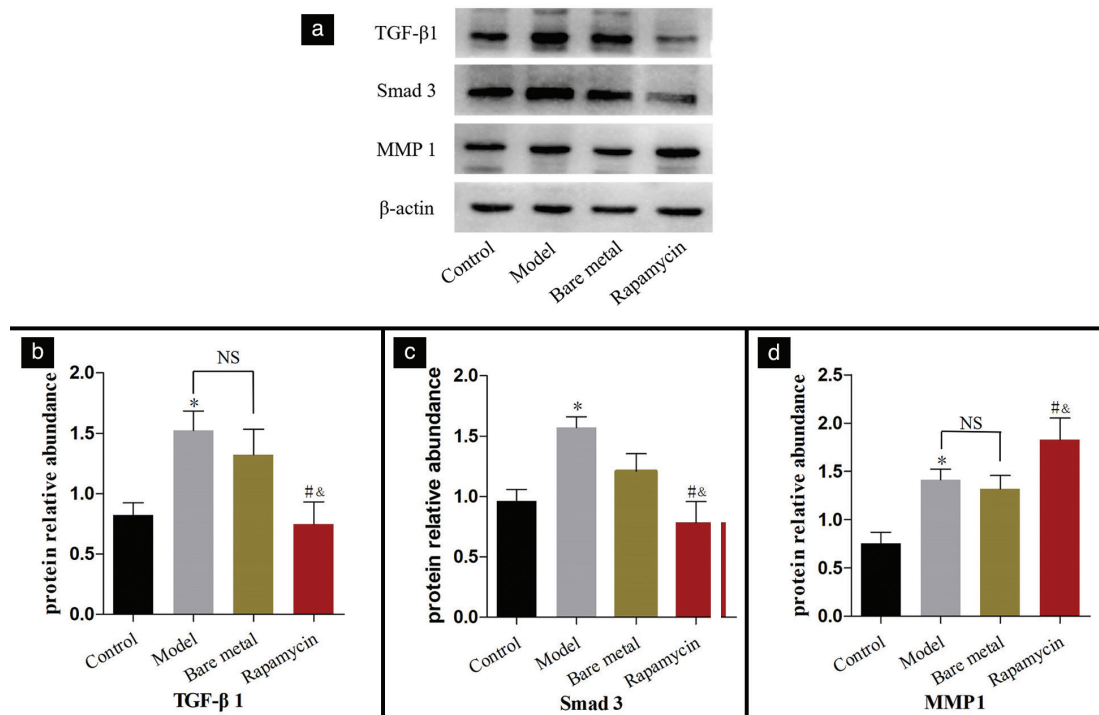 a
TGF-β1
Smad 3
MMP 1
β-actin
Control
Model
Bare metal
Rapamycin
b
NS
2.0
1.5
1.0
0.5
0.0
*
#&
protein relative abundance
Control
Model
Bare metal
Rapamycin
TGF-β 1
c
2.0
1.5
1.0
0.5
0.0
*
#&
protein relative abundance
Control
Model
Bare metal
Rapamycin
Smad 3
d
2.5
2.0
1.5
1.0
0.5
0.0
NS
*
#&
protein relative abundance
Control
Model
Bare metal
Rapamycin
MMP1